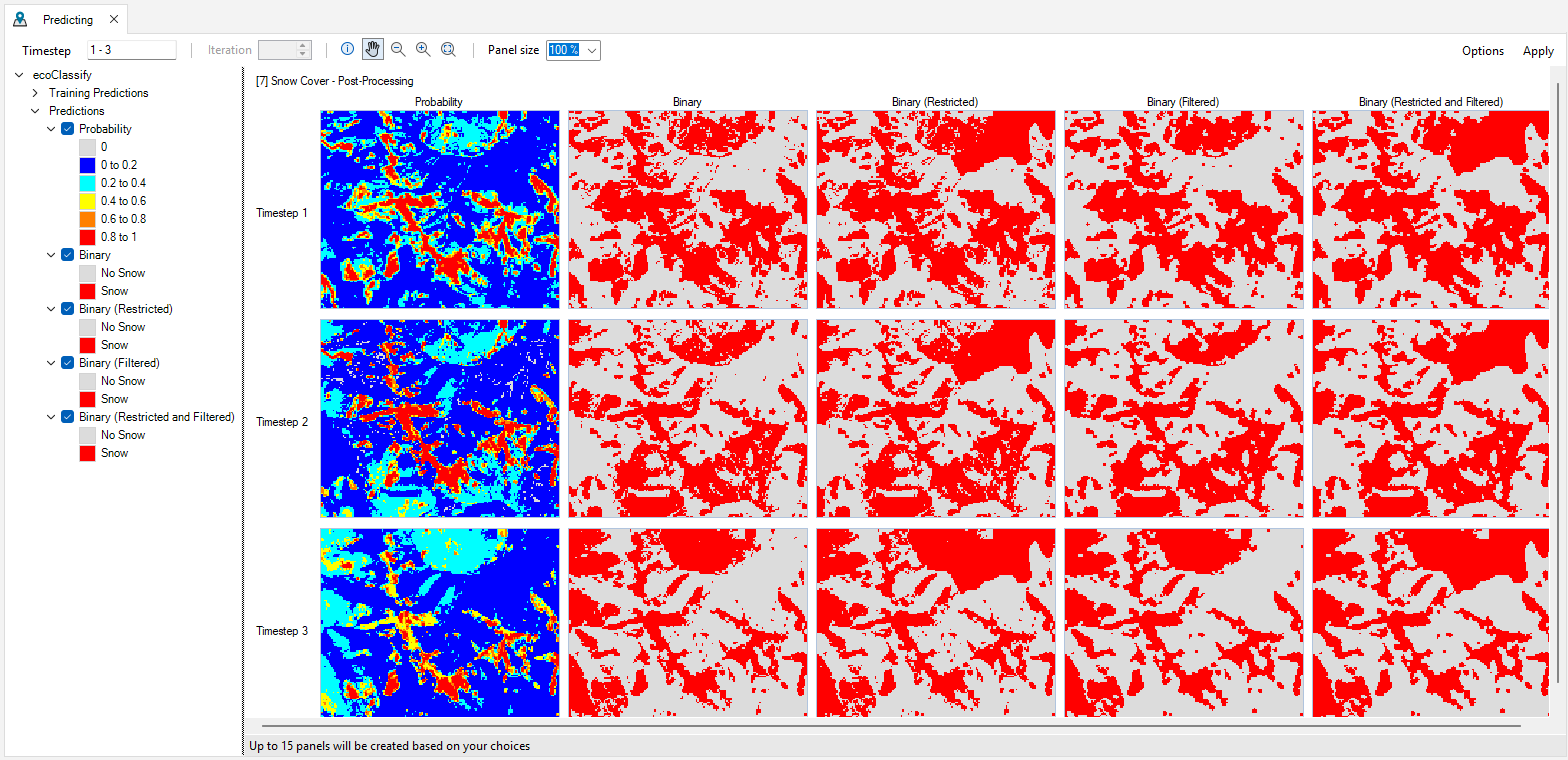 Predicting
Timestep 1 - 3 Iteration Panel size 100 % Options Apply
ecoClassify
Training Predictions
Predictions
Probability
0
0 to 0.2
0.2 to 0.4
0.4 to 0.6
0.6 to 0.8
0.8 to 1
Binary
No Snow
Snow
Binary (Restricted)
No Snow
Snow
Binary (Filtered)
No Snow
Snow
Binary (Restricted and Filtered)
No Snow
Snow
[7] Snow Cover - Post-Processing
Probability Binary Binary (Restricted) Binary (Filtered) Binary (Restricted and Filtered)
Timestep 1
Timestep 2
Timestep 3
Up to 15 panels will be created based on your choices